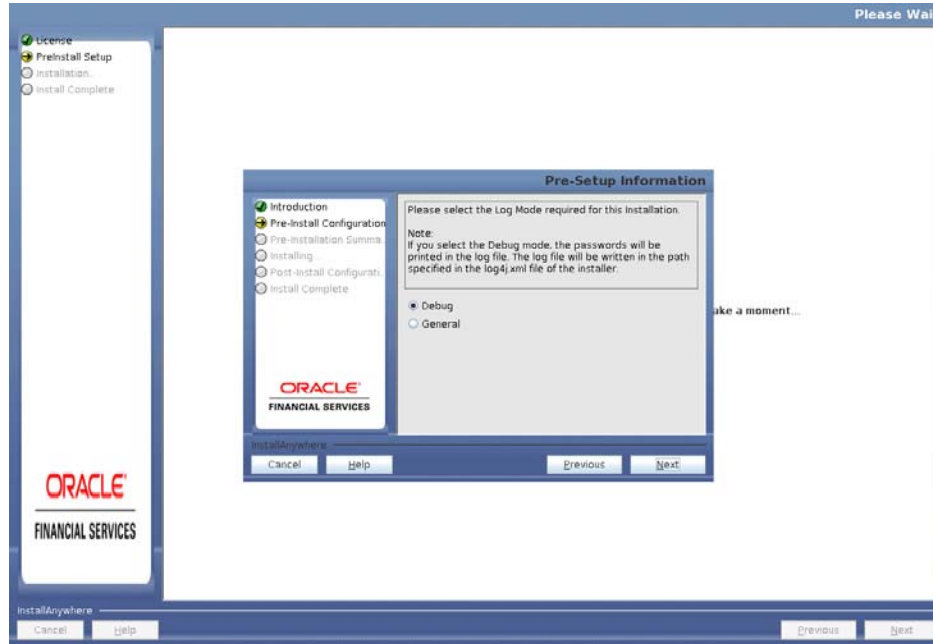 Please Wai
License
PreInstall Setup
Installation..
Install Complete
Pre-Setup Information
Introduction
Pre-Install Configuration
Pre-Installation Summa..
Installing...
Post-Install Configurati..
Install Complete
Please select the Log Mode required for this Installation.
Note:
If you select the Debug mode, the passwords will be
printed in the log file. The log file will be written in the path
specified in the log4j.xml file of the installer.
Debug
General
ake a moment...
ORACLE
FINANCIAL SERVICES
InstallAnywhere
Cancel
Help
Previous
Next
ORACLE
FINANCIAL SERVICES
InstallAnywhere
Cancel
Help
Previous
Next